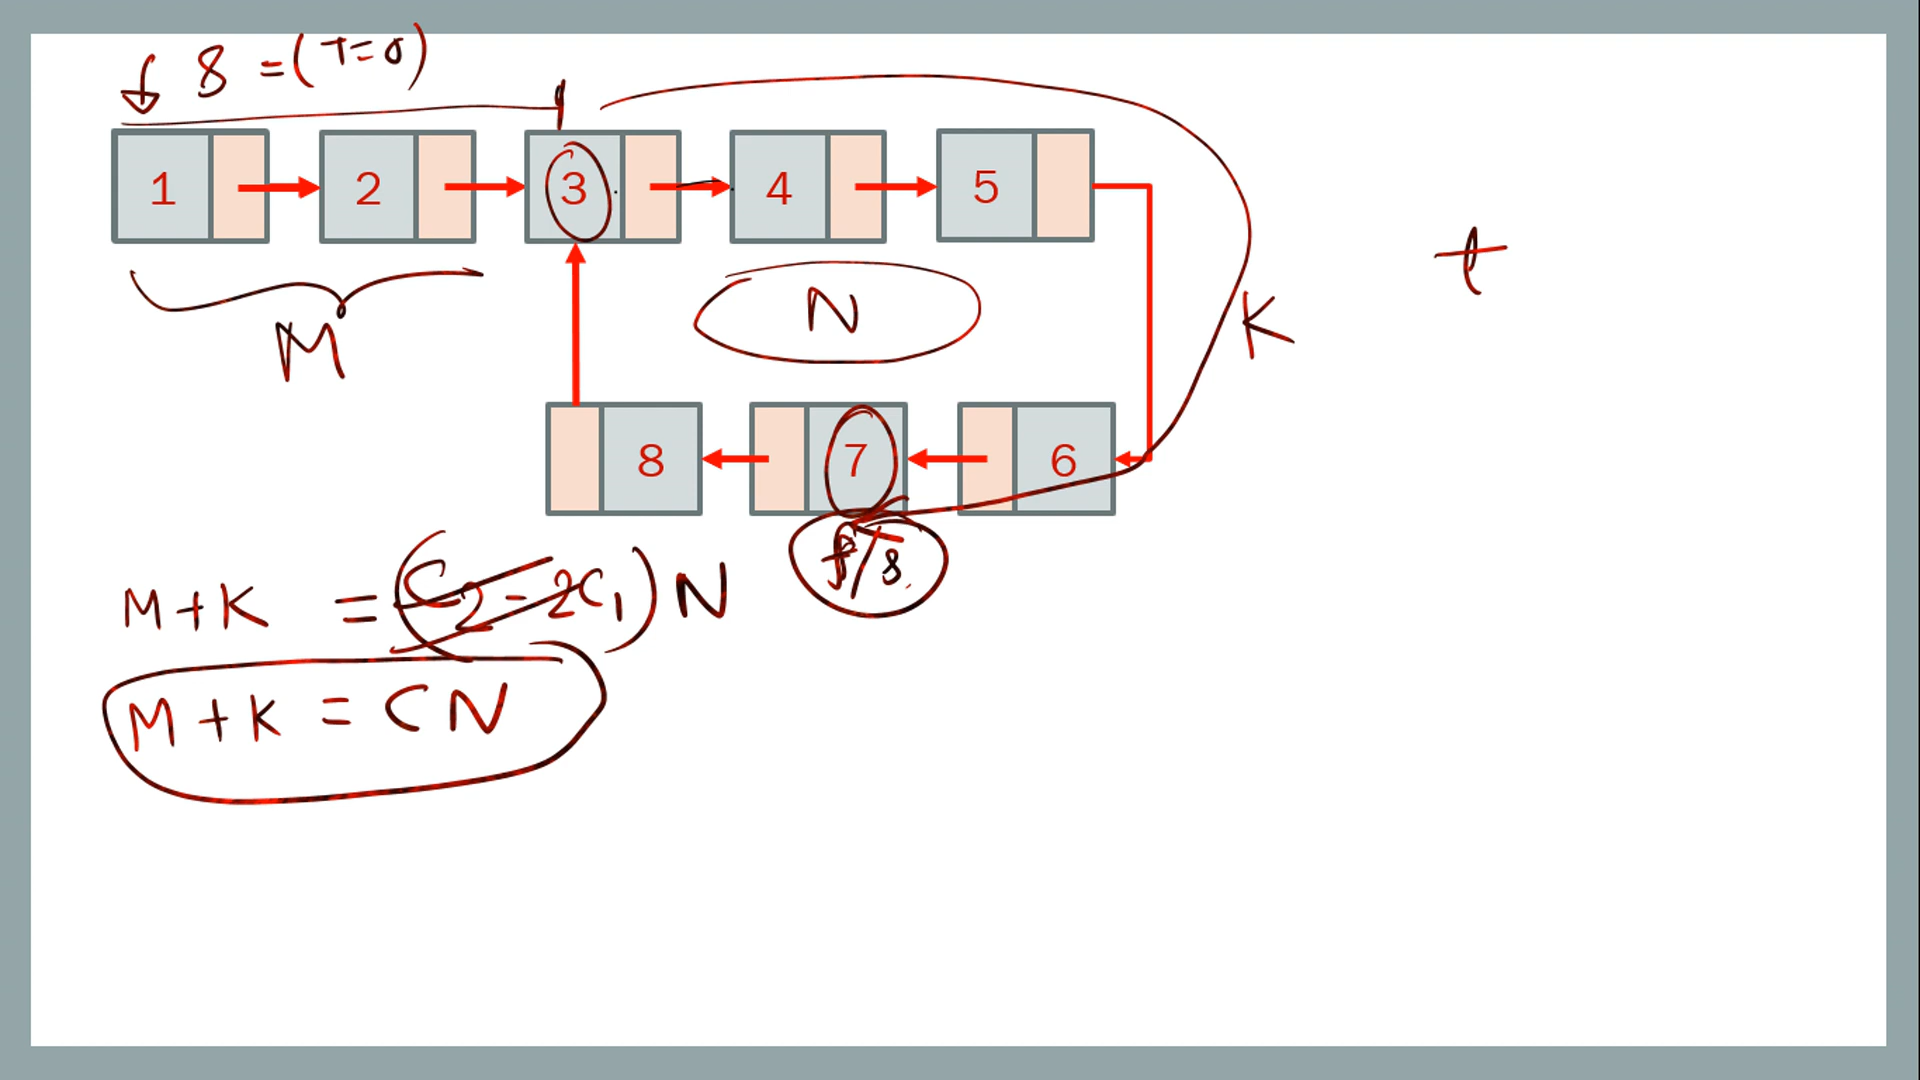 8 = (T=0)
1 2 3 4 5
t
M N K
8 7 6
f/8
M+K = (C2-2C1) N
M+K = CN